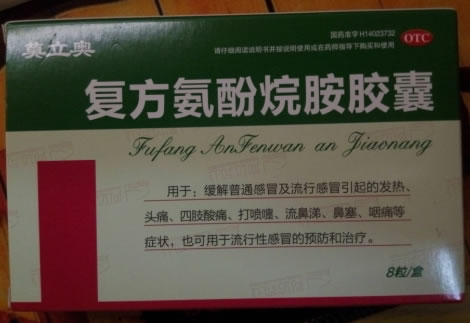 莫立奥
国药准字H14023732
请仔细阅读说明书并按说明使用或在药师指导下购买和使用
OTC
复方氨酚烷胺胶囊
Fufang AnFenwan an Jiaonang
用于：缓解普通感冒及流行感冒引起的发热、
头痛、四肢酸痛、打喷嚏、流鼻涕、鼻塞、咽痛等
症状，也可用于流行性感冒的预防和治疗。
8粒/盒